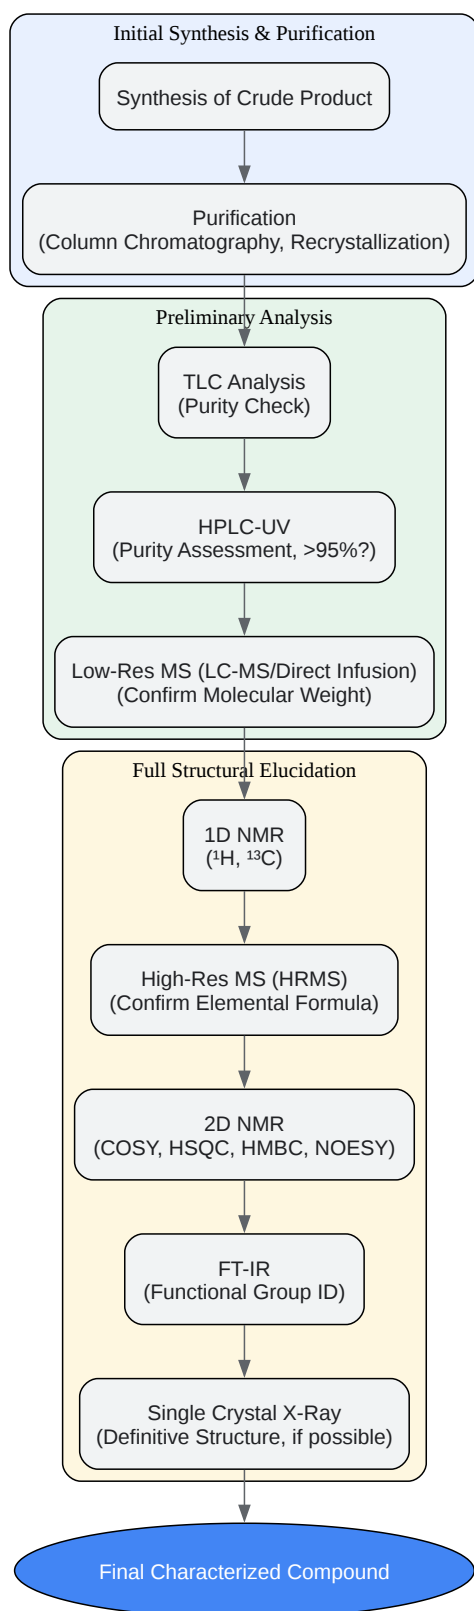 Initial Synthesis & Purification
Synthesis of Crude Product
Purification
(Column Chromatography, Recrystallization)
Preliminary Analysis
TLC Analysis
(Purity Check)
HPLC-UV
(Purity Assessment, >95%?)
Low-Res MS (LC-MS/Direct Infusion)
(Confirm Molecular Weight)
Full Structural Elucidation
1D NMR
(¹H, ¹³C)
High-Res MS (HRMS)
(Confirm Elemental Formula)
2D NMR
(COSY, HSQC, HMBC, NOESY)
FT-IR
(Functional Group ID)
Single Crystal X-Ray
(Definitive Structure, if possible)
Final Characterized Compound